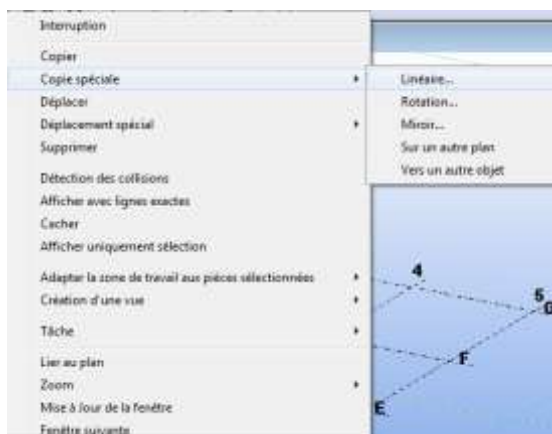 Interruption
Copier
Copie spéciale
Linéaire...
Déplacer
Rotation...
Déplacement spécial
Miroir...
Supprimer
Sur un autre plan
Vers un autre objet
Détection des collisions
Afficher avec lignes exactes
Cacher
Afficher uniquement sélection
Adapter la zone de travail aux pièces sélectionnées
Création d'une vue
Tâche
Lier au plan
Zoom
Mise à Jour de la fenêtre
Fenêtre suivante
4
5
G
F
E